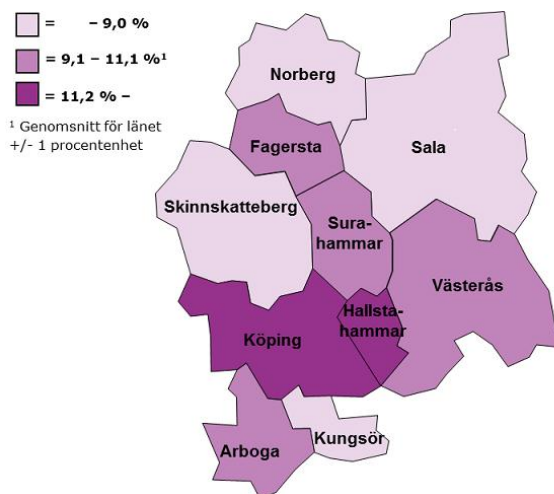 = – 9,0 %
= 9,1 – 11,1 %¹
= 11,2 % –
¹ Genomsnitt för länet
+/- 1 procentenhet
Norberg
Fagersta
Sala
Skinnskatteberg
Sura-
hammar
Västerås
Hallsta-
hammar
Köping
Arboga
Kungsör